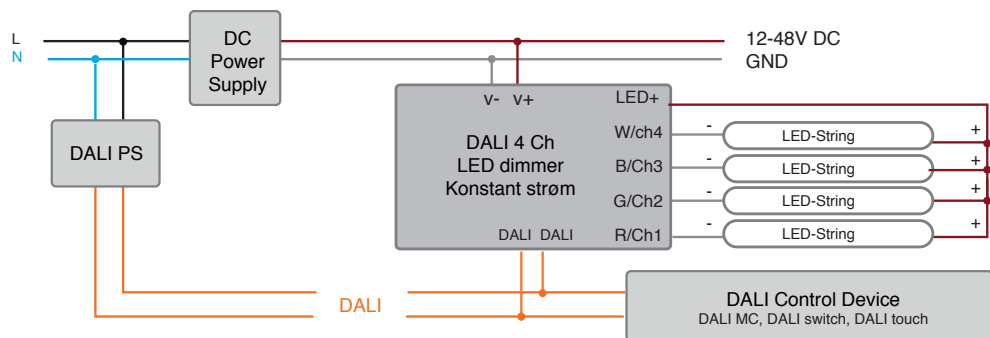 L
N
DC
Power
Supply
12-48V DC
GND
DALI PS
v- v+
LED+
DALI 4 Ch
LED dimmer
Konstant strøm
W/ch4
B/Ch3
G/Ch2
R/Ch1
DALI DALI
- LED-String +
- LED-String +
- LED-String +
- LED-String +
DALI
DALI Control Device
DALI MC, DALI switch, DALI touch